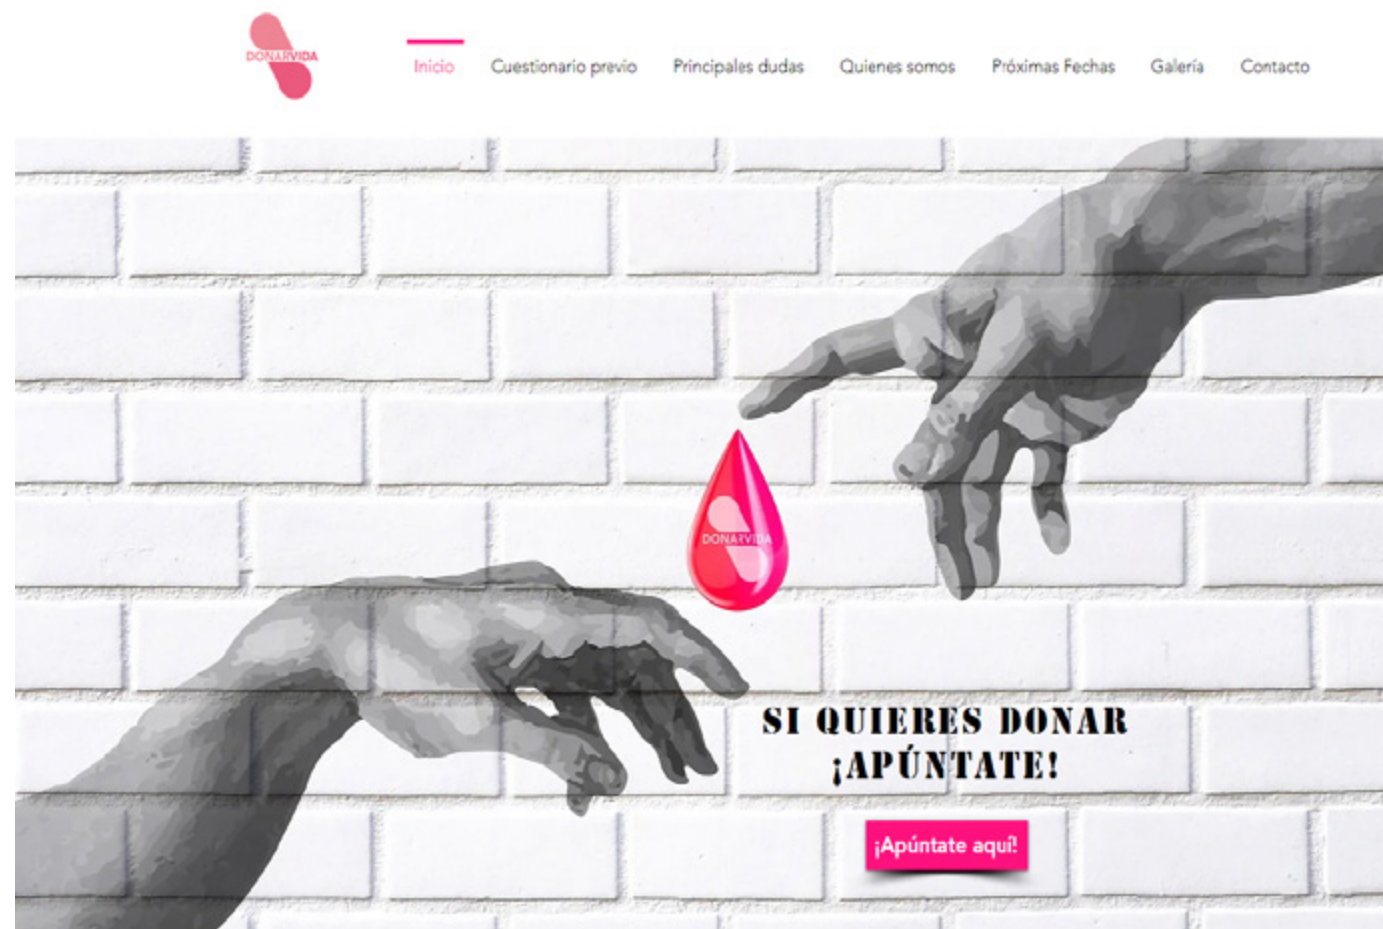 DONARVIDA
Inicio Cuestionario previo Principales dudas Quienes somos Próximas Fechas Galería Contacto
DONARVIDA
SI QUIERES DONAR
¡APÚNTATE!
¡Apúntate aquí!